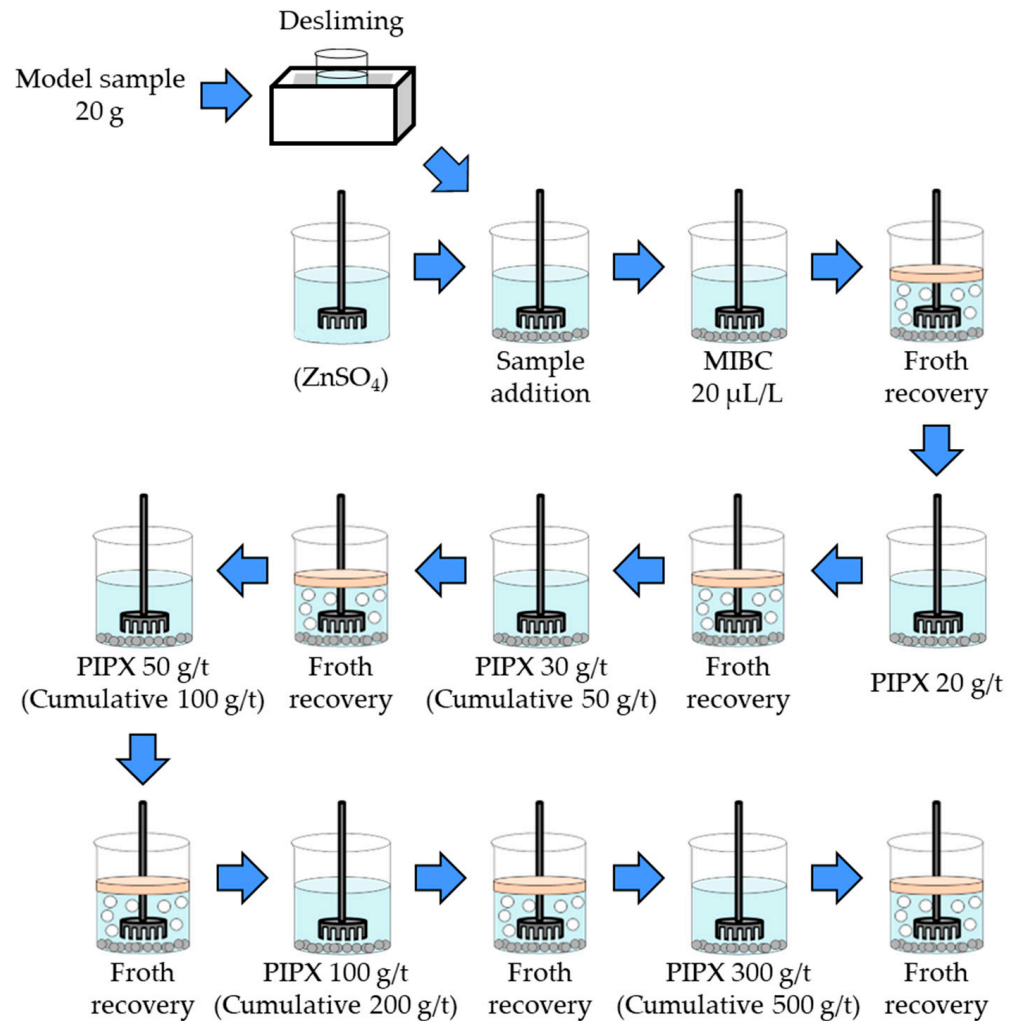 Desliming
Model sample
20 g
(ZnSO₄)
Sample
addition
MIBC
20 µL/L
Froth
recovery
PIPX 50 g/t
(Cumulative 100 g/t)
Froth
recovery
PIPX 30 g/t
(Cumulative 50 g/t)
Froth
recovery
PIPX 20 g/t
Froth
recovery
PIPX 100 g/t
(Cumulative 200 g/t)
Froth
recovery
PIPX 300 g/t
(Cumulative 500 g/t)
Froth
recovery